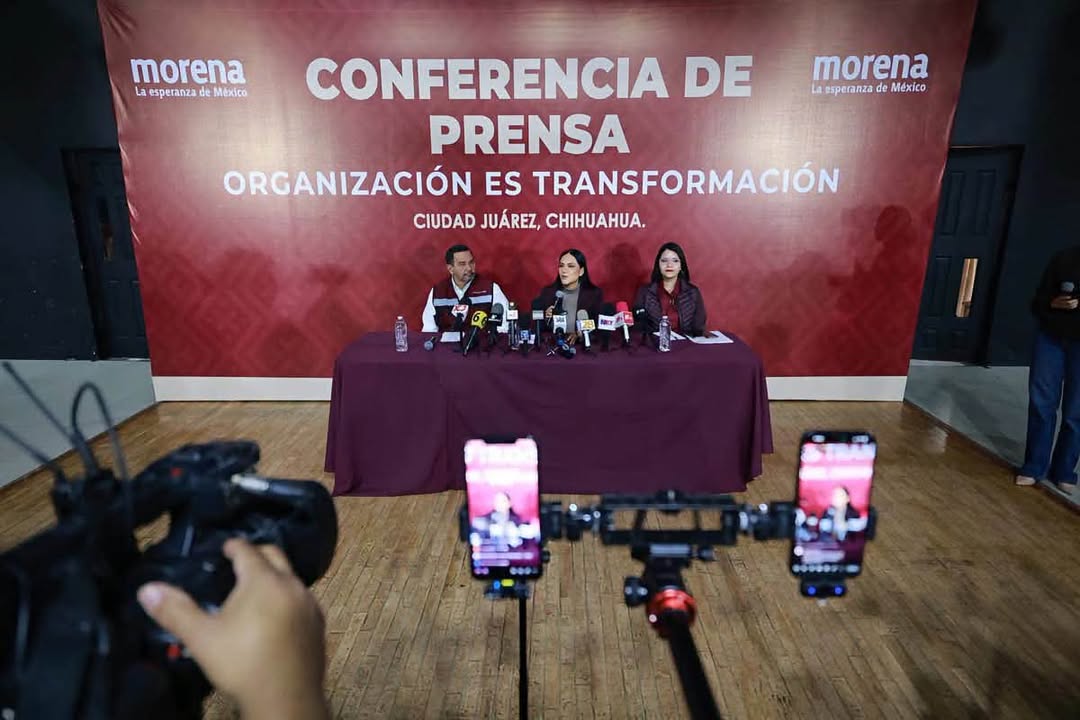 morena
La esperanza de México
CONFERENCIA DE
PRENSA
morena
La esperanza de México
ORGANIZACIÓN ES TRANSFORMACIÓN
CIUDAD JUÁREZ, CHIHUAHUA.
6